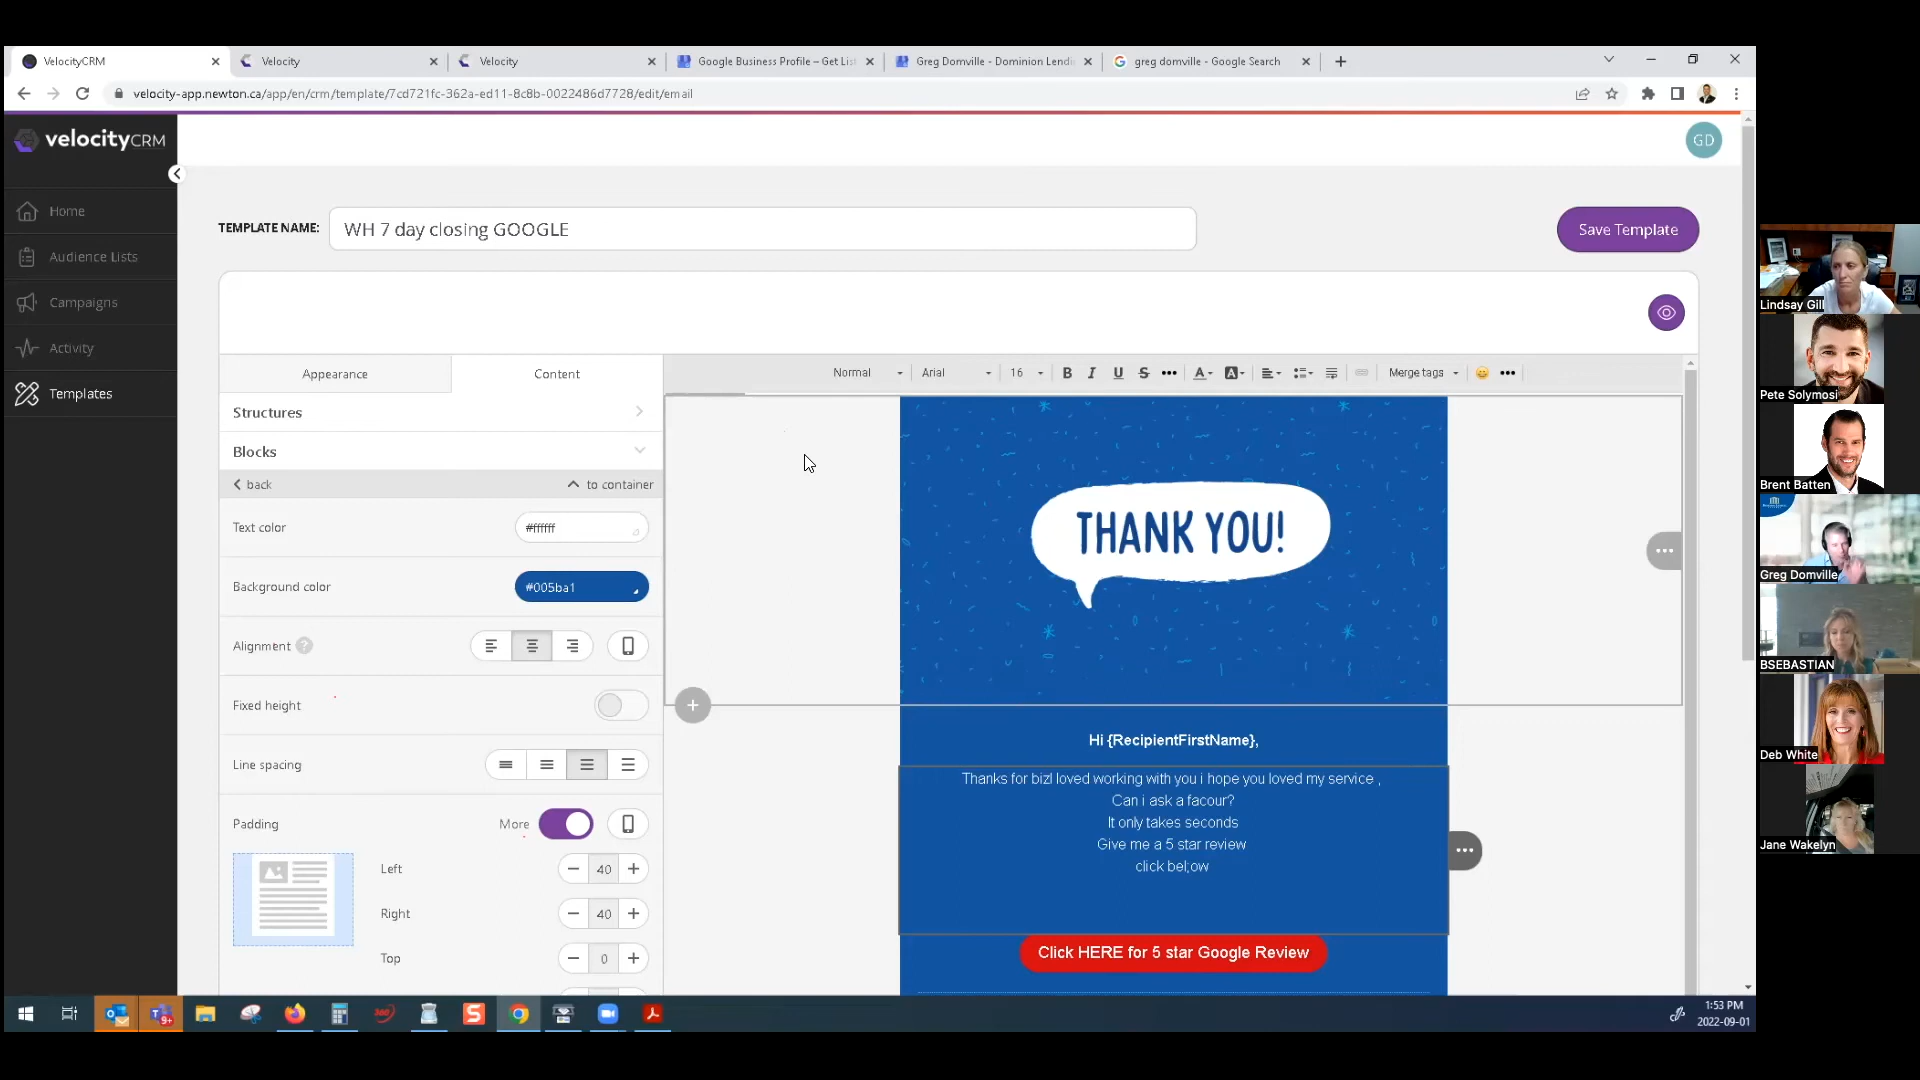 VelocityCRM
Velocity
Velocity
Google Business Profile – Get Lis
Greg Domville - Dominion Lendi
greg domville - Google Search
velocity-app.newton.ca/app/en/crm/template/7cd721fc-362a-ed11-8c8b-0022486d7728/edit/email
velocityCRM
GD
Home
Audience Lists
Campaigns
Activity
Templates
TEMPLATE NAME:
WH 7 day closing GOOGLE
Save Template
Appearance
Content
Normal
Arial
16
B
I
U
S
A
A
Merge tags
Structures
Blocks
back
to container
Text color
#ffffff
Background color
#005ba1
Alignment
?
Fixed height
Line spacing
Padding
More
Left
40
Right
40
Top
0
THANK YOU!
Hi {RecipientFirstName},
Thanks for bizI loved working with you i hope you loved my service ,
Can i ask a facour?
It only takes seconds
Give me a 5 star review
click bel;ow
Click HERE for 5 star Google Review
Lindsay Gill
Pete Solymosi
Brent Batten
Greg Domville
BSEBASTIAN
Deb White
Jane Wakelyn
9+
360
S
1:53 PM
2022-09-01